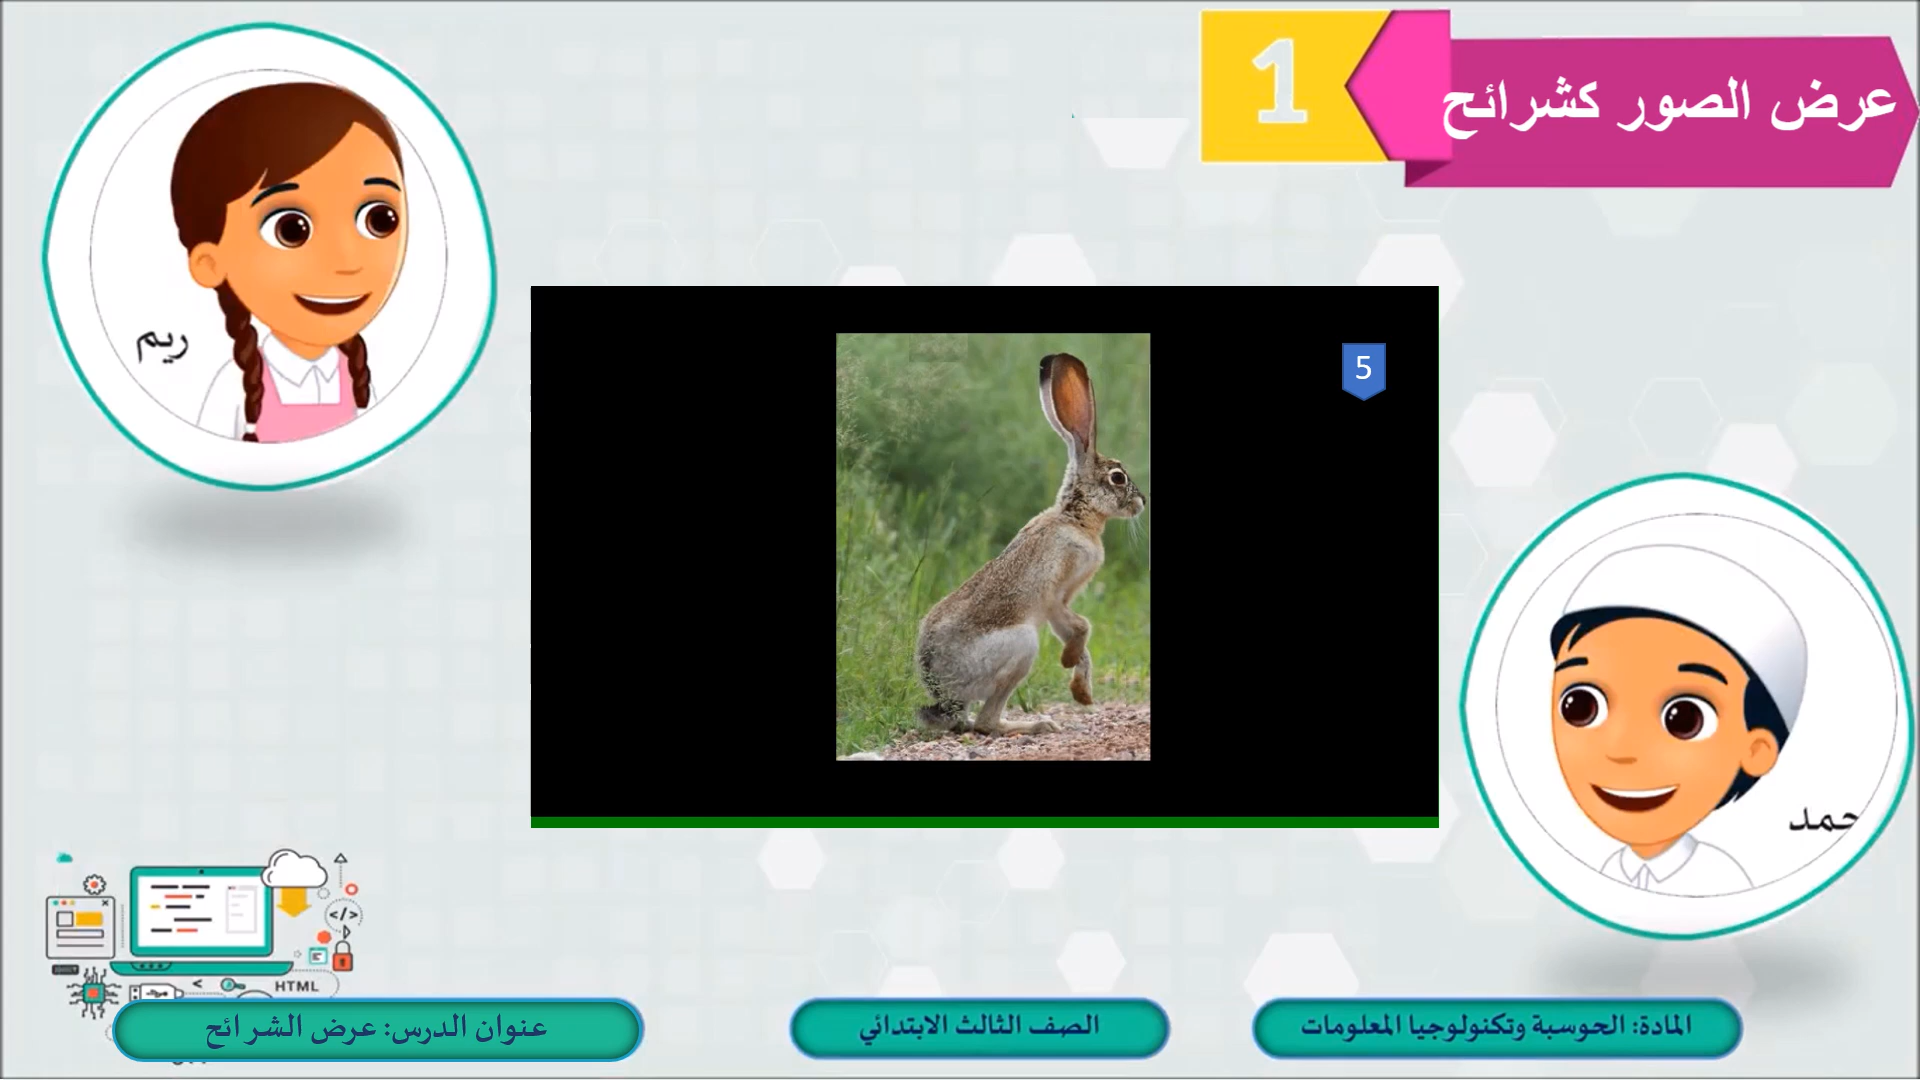 عرض الصور كشرائح
1
ريم
5
حمد
</>
HTML
المادة: الحوسبة وتكنولوجيا المعلومات
الصف الثالث الابتدائي
عنوان الدرس: عرض الشرائح